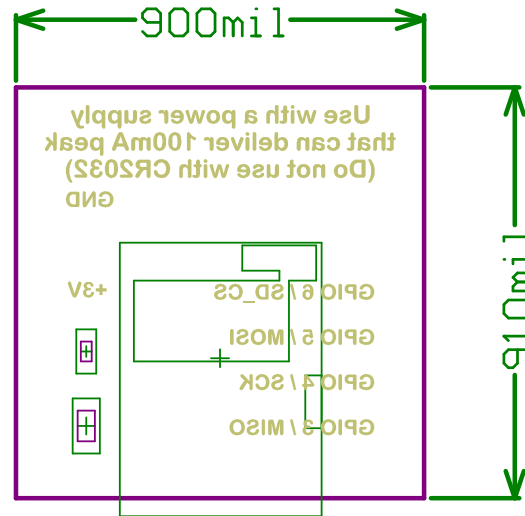 900mil
Use with a power supply
that can deliver 100mA peak
(Do not use with CR2032)
GND
+3V
GPIO 6 / SD_CS
GPIO 5 / MOSI
GPIO 4 / SCK
GPIO 3 / MISO
910mil